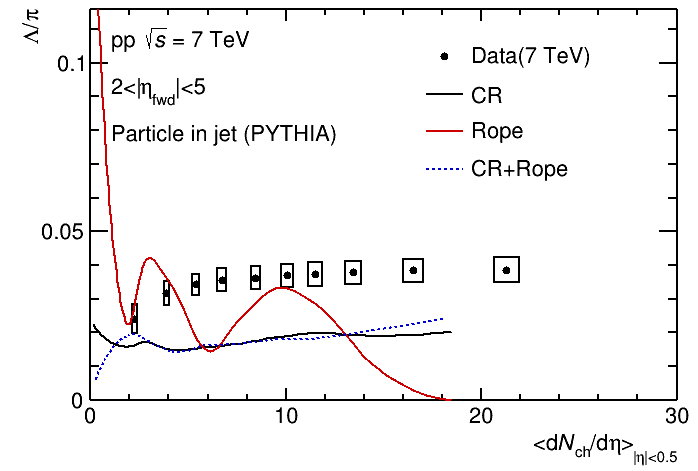 Λ/π
pp √s = 7 TeV
2<|η_fwd|<5
Particle in jet (PYTHIA)
Data(7 TeV)
CR
Rope
CR+Rope
0.1
0.05
0
0 10 20 30
<dN_ch/dη>_|η|<0.5